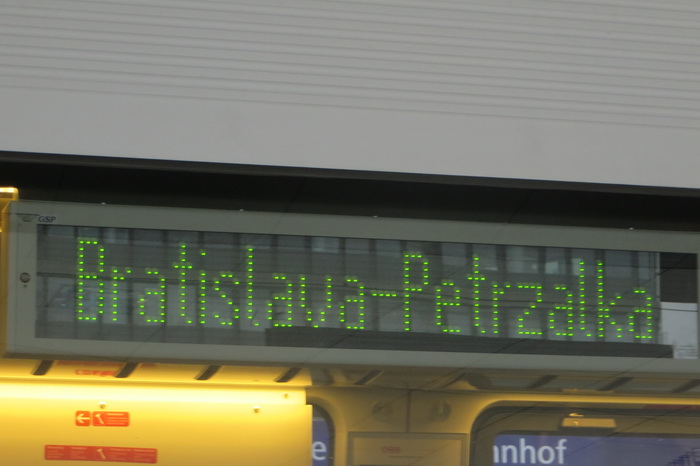 G&P
Bratislava-Petrzalka
e
nhof